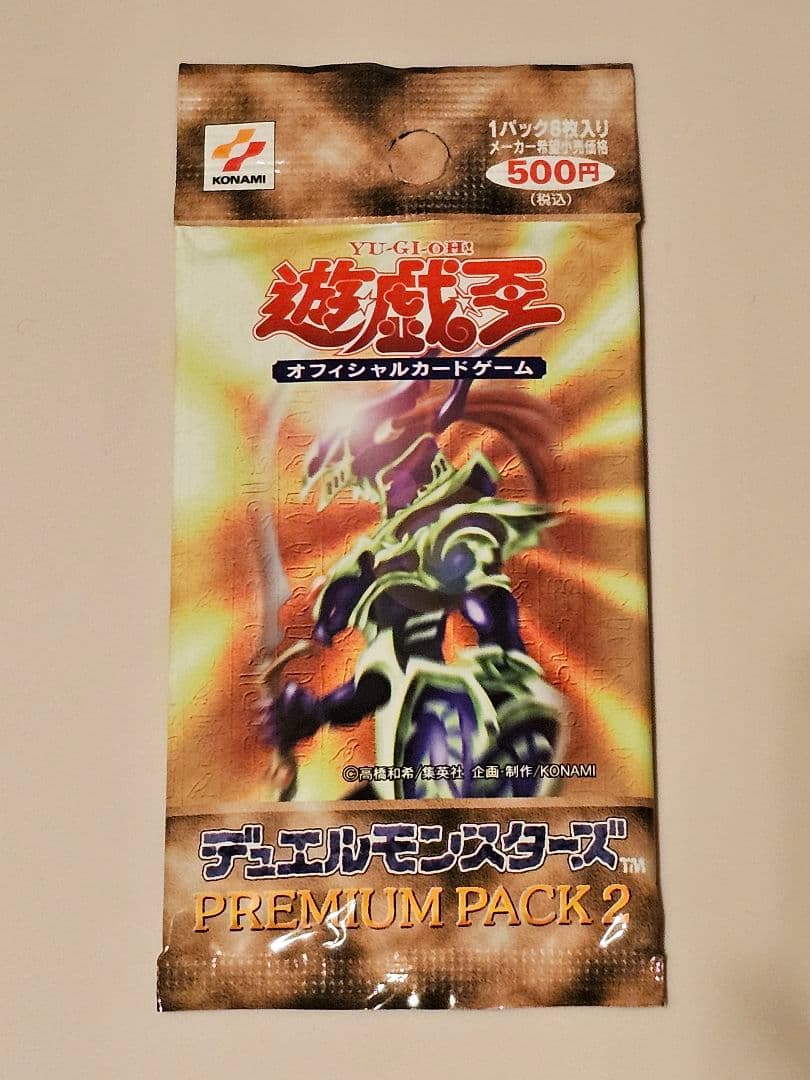 KONAMI
1パック8枚入り
メーカー希望小売価格
500円
(税込)
YU-GI-OH!
遊戯王
オフィシャルカードゲーム
©高橋和希/集英社 企画・制作/KONAMI
デュエルモンスターズ™
PREMIUM PACK 2